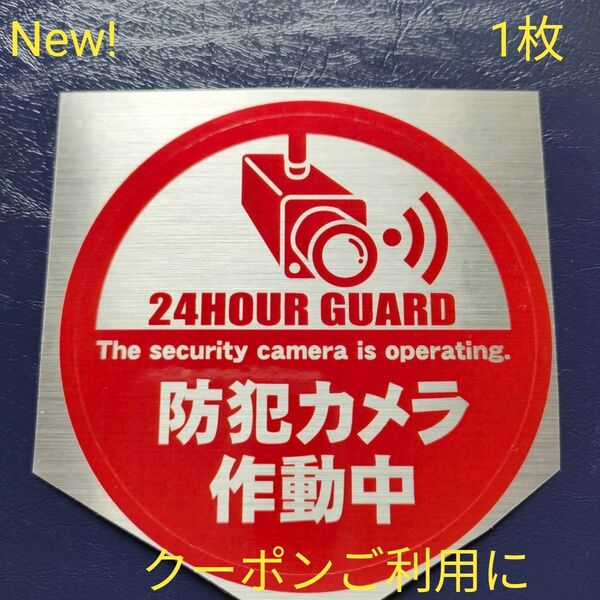 New!
1枚
24HOUR GUARD
The security camera is operating.
防犯カメラ
作動中
クーポンご利用に